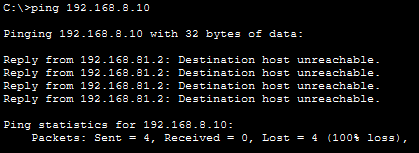 C:\>ping 192.168.8.10
Pinging 192.168.8.10 with 32 bytes of data:
Reply from 192.168.81.2: Destination host unreachable.
Reply from 192.168.81.2: Destination host unreachable.
Reply from 192.168.81.2: Destination host unreachable.
Reply from 192.168.81.2: Destination host unreachable.
Ping statistics for 192.168.8.10:
Packets: Sent = 4, Received = 0, Lost = 4 (100% loss),